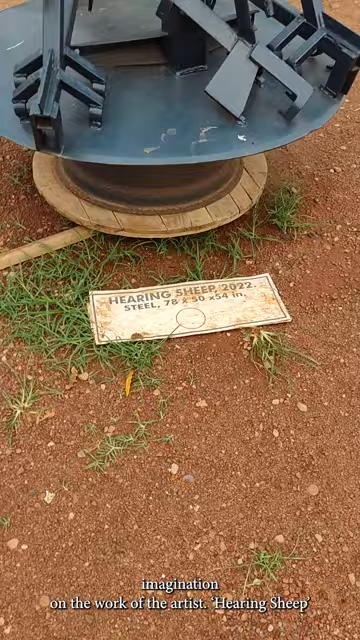 HEARING SHEEP, 2022.
STEEL, 78 x 50 x54 in,
imagination
on the work of the artist. ‘Hearing Sheep’